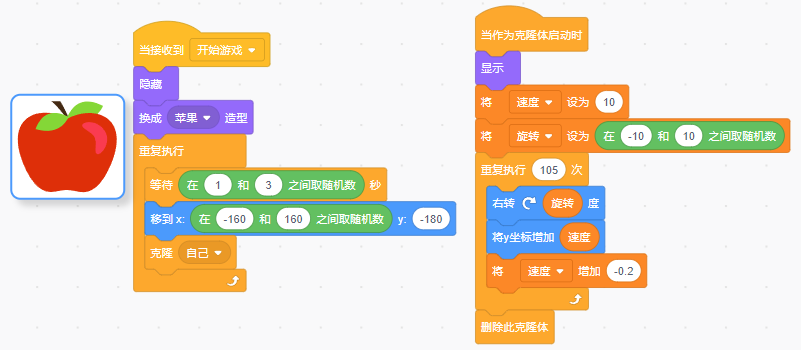 当接收到 开始游戏
隐藏
换成 苹果 造型
重复执行
等待 在 1 和 3 之间取随机数 秒
移到 x: 在 -160 和 160 之间取随机数 y: -180
克隆 自己
当作为克隆体启动时
显示
将 速度 设为 10
将 旋转 设为 在 -10 和 10 之间取随机数
重复执行 105 次
右转 旋转 度
将y坐标增加 速度
将 速度 增加 -0.2
删除此克隆体